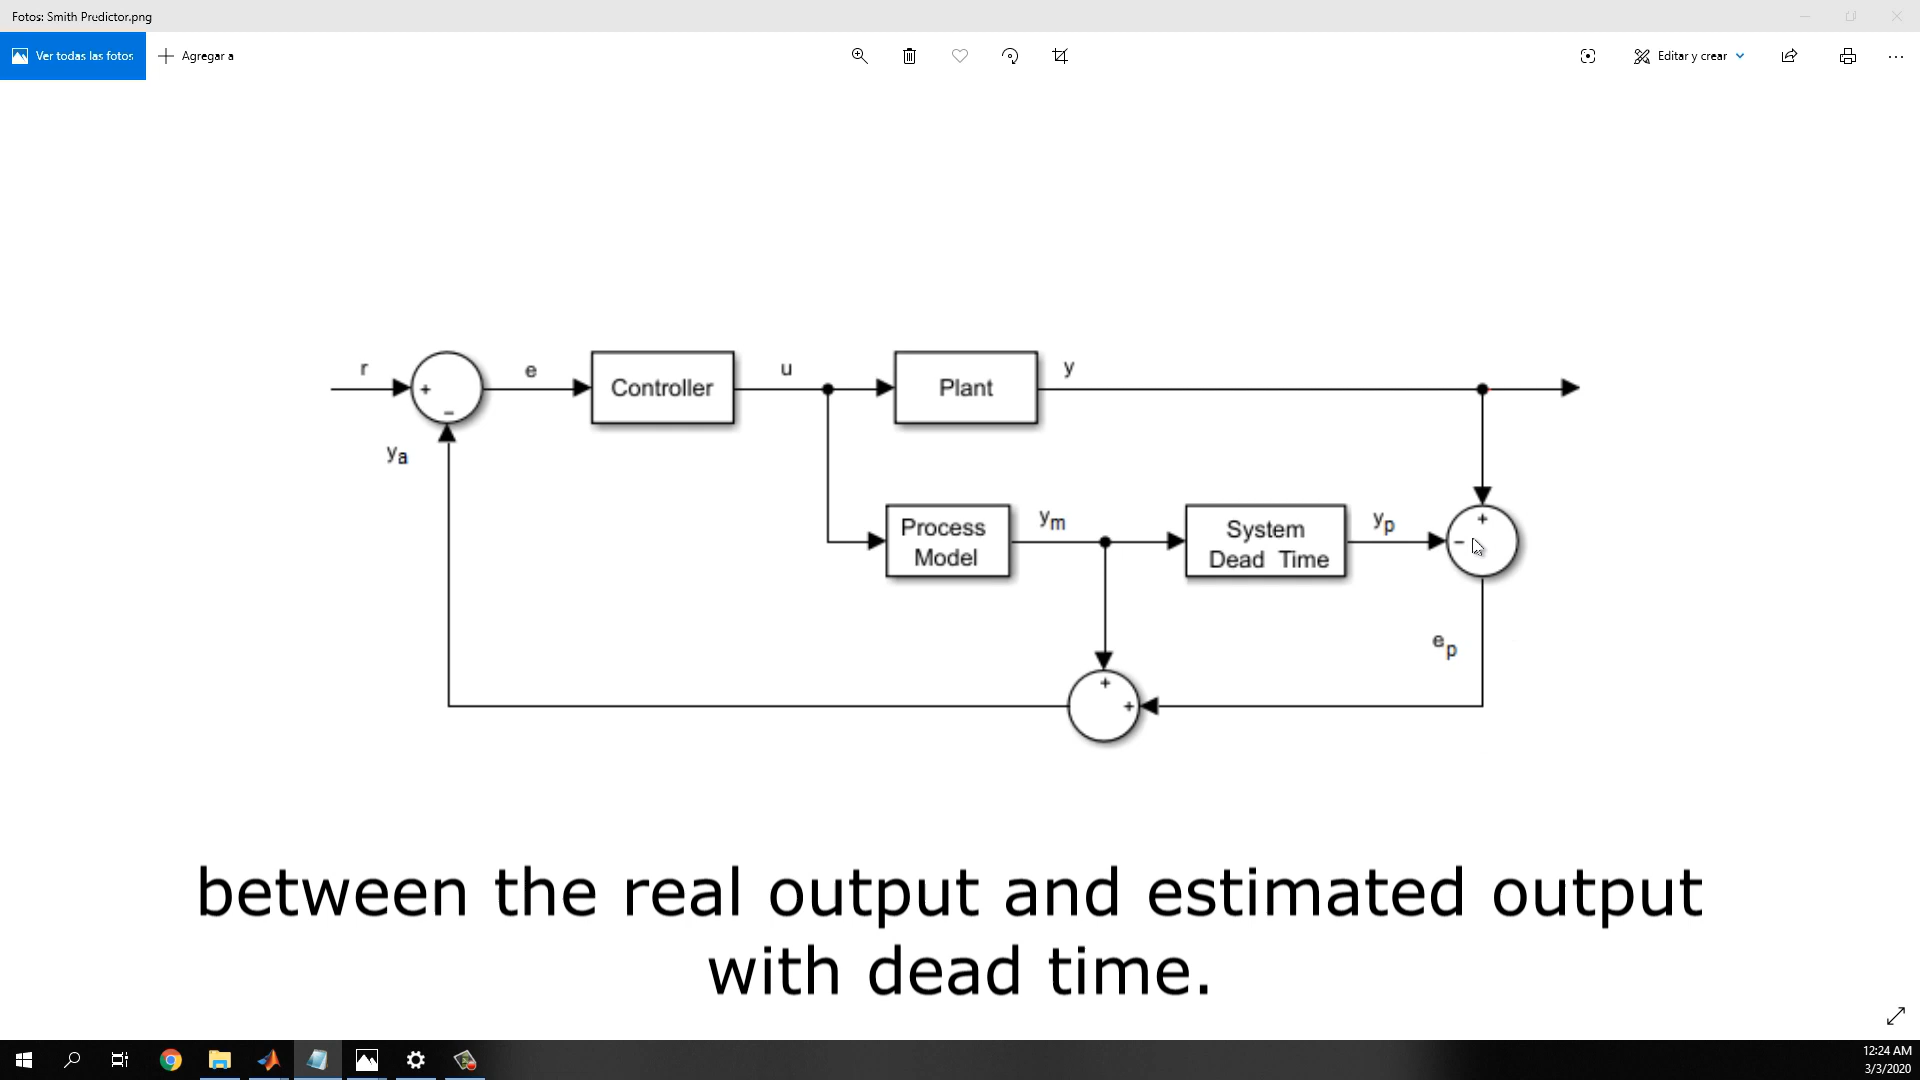 Fotos: Smith Predictor.png
Ver todas las fotos
Agregar a
Editar y crear
r
e
Controller
u
Plant
y
ya
Process
Model
ym
System
Dead Time
yp
ep
between the real output and estimated output
with dead time.
12:24 AM
3/3/2020